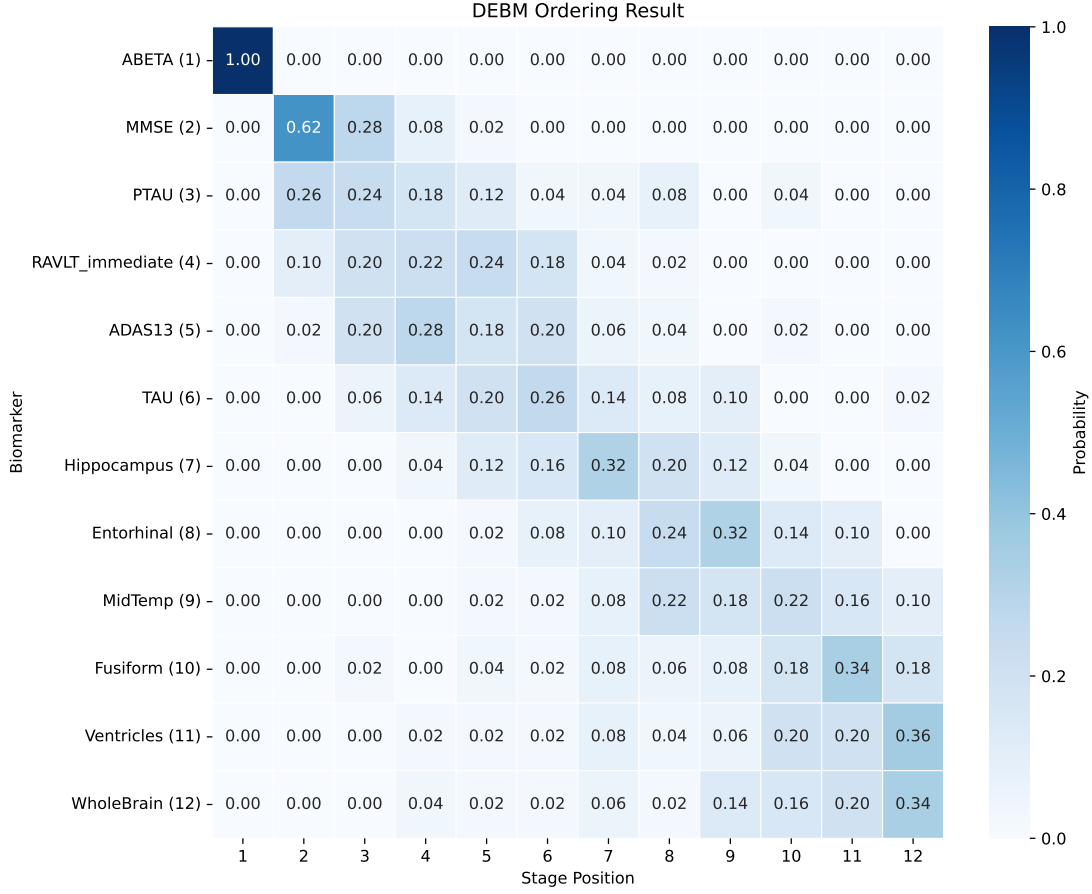 DEBM Ordering Result
ABETA (1) 1.00 0.00 0.00 0.00 0.00 0.00 0.00 0.00 0.00 0.00 0.00 0.00
MMSE (2) 0.00 0.62 0.28 0.08 0.02 0.00 0.00 0.00 0.00 0.00 0.00 0.00
PTAU (3) 0.00 0.26 0.24 0.18 0.12 0.04 0.04 0.08 0.00 0.04 0.00 0.00
RAVLT_immediate (4) 0.00 0.10 0.20 0.22 0.24 0.18 0.04 0.02 0.00 0.00 0.00 0.00
ADAS13 (5) 0.00 0.02 0.20 0.28 0.18 0.20 0.06 0.04 0.00 0.02 0.00 0.00
TAU (6) 0.00 0.00 0.06 0.14 0.20 0.26 0.14 0.08 0.10 0.00 0.00 0.02
Hippocampus (7) 0.00 0.00 0.00 0.04 0.12 0.16 0.32 0.20 0.12 0.04 0.00 0.00
Entorhinal (8) 0.00 0.00 0.00 0.00 0.02 0.08 0.10 0.24 0.32 0.14 0.10 0.00
MidTemp (9) 0.00 0.00 0.00 0.00 0.02 0.02 0.08 0.22 0.18 0.22 0.16 0.10
Fusiform (10) 0.00 0.00 0.02 0.00 0.04 0.02 0.08 0.06 0.08 0.18 0.34 0.18
Ventricles (11) 0.00 0.00 0.00 0.02 0.02 0.02 0.08 0.04 0.06 0.20 0.20 0.36
WholeBrain (12) 0.00 0.00 0.00 0.04 0.02 0.02 0.06 0.02 0.14 0.16 0.20 0.34
1 2 3 4 5 6 7 8 9 10 11 12
Stage Position
Biomarker
1.0
0.8
0.6
0.4
0.2
0.0
Probability